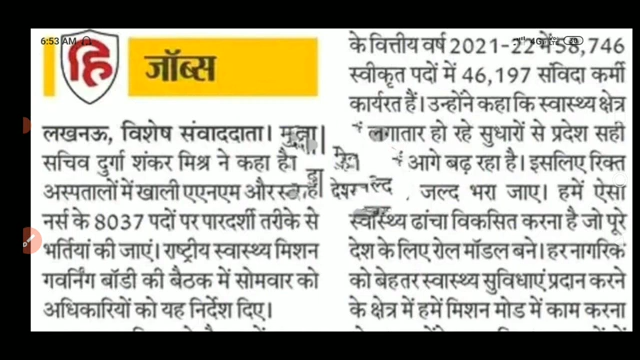 6:53 AM
4G
हि
जॉब्स
लखनऊ, विशेष संवाददाता।
सचिव दुर्गा शंकर मिश्र ने कहा है
अस्पतालों में खाली एएनएम और
नर्स के 8037 पदों पर पारदर्शी तरीके से
भर्तियां की जाएं। राष्ट्रीय स्वास्थ्य मिशन
गवर्निंग बॉडी की बैठक में सोमवार को
अधिकारियों को यह निर्देश दिए।
के वित्तीय वर्ष 2021-22 में 58,746
स्वीकृत पदों में 46,197 संविदा कर्मी
कार्यरत हैं। उन्होंने कहा कि स्वास्थ्य क्षेत्र
में लगातार हो रहे सुधारों से प्रदेश सही
में आगे बढ़ रहा है। इसलिए रिक्त
जल्द भरा जाए। हमें ऐसा
स्वास्थ्य ढांचा विकसित करना है जो पूरे
देश के लिए रोल मॉडल बने। हर नागरिक
को बेहतर स्वास्थ्य सुविधाएं प्रदान करने
के क्षेत्र में हमें मिशन मोड में काम करना